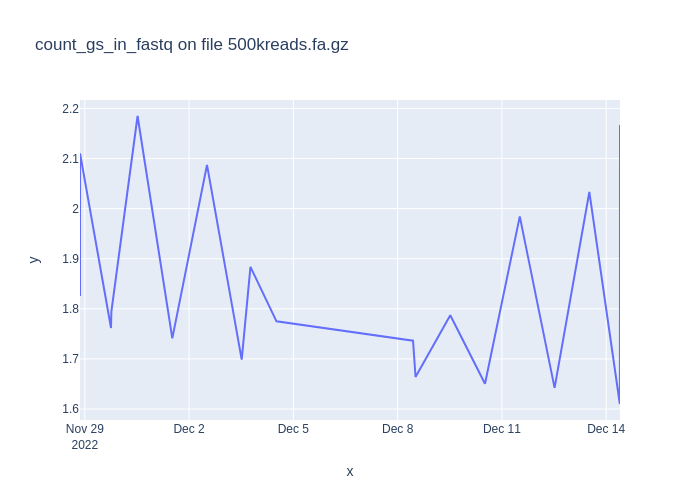 count_gs_in_fastq on file 500kreads.fa.gz
2.2
2.1
2
1.9
1.8
1.7
1.6
y
Nov 29
2022
Dec 2
Dec 5
Dec 8
Dec 11
Dec 14
x